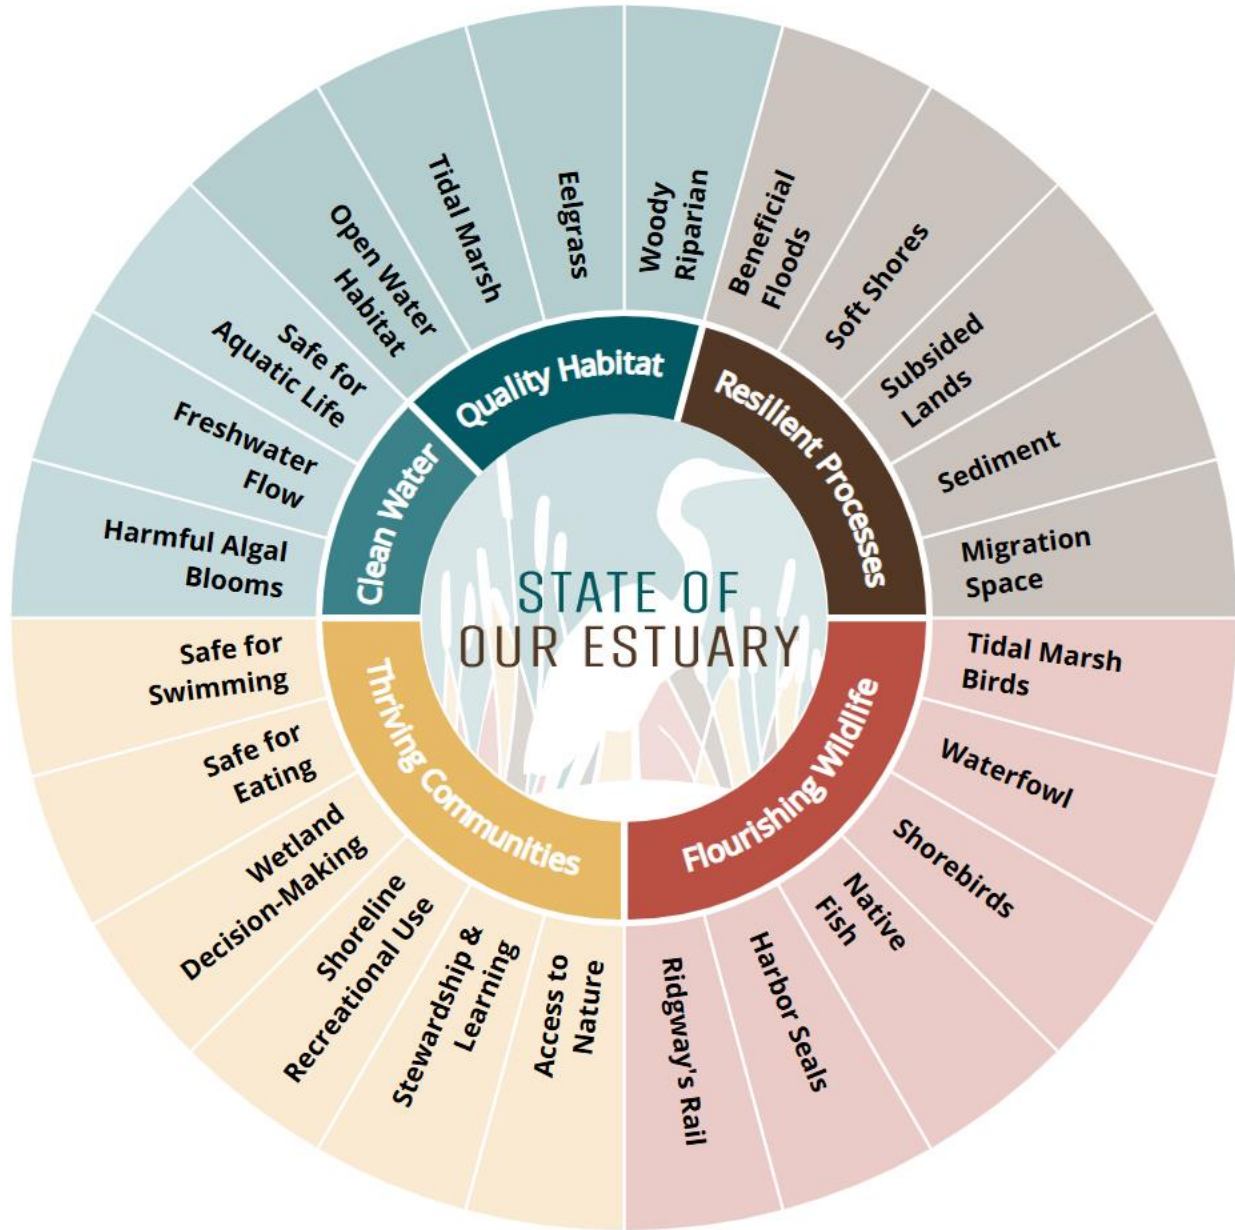 STATE OF
OUR ESTUARY
Quality Habitat
Open Water
Habitat
Tidal Marsh
Eelgrass
Woody
Riparian
Resilient Processes
Beneficial
Floods
Soft Shores
Subsided
Lands
Sediment
Migration
Space
Flourishing Wildlife
Tidal Marsh
Birds
Waterfowl
Shorebirds
Native
Fish
Harbor Seals
Ridgway's Rail
Thriving Communities
Access to
Nature
Stewardship &
Learning
Shoreline
Recreational Use
Wetland
Decision-Making
Safe for
Eating
Safe for
Swimming
Clean Water
Harmful Algal
Blooms
Freshwater
Flow
Safe for
Aquatic Life